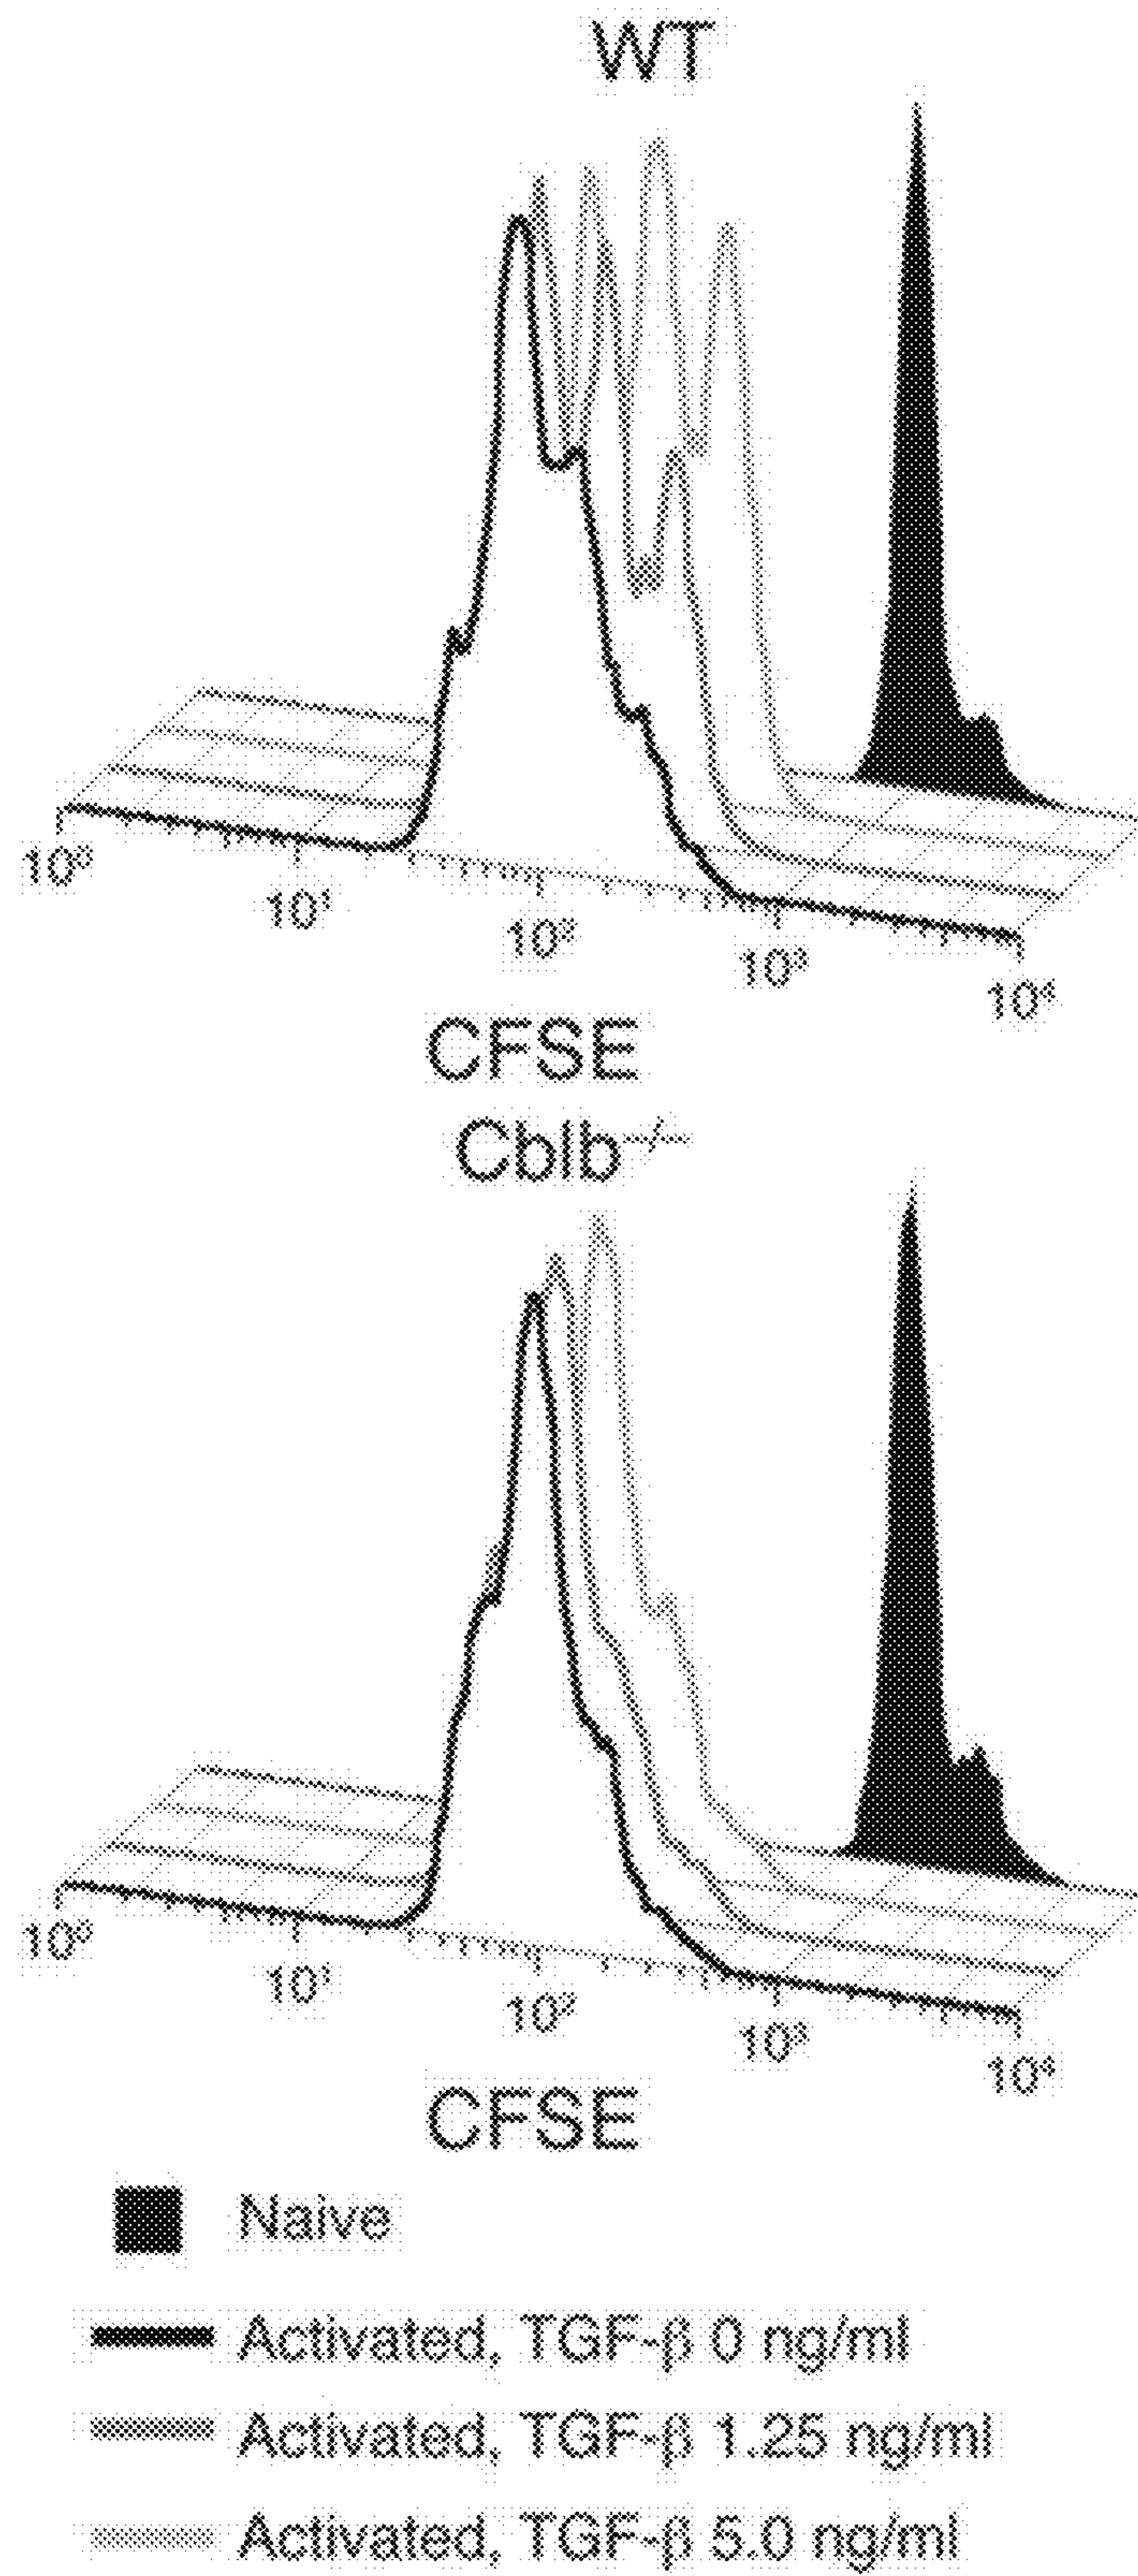 WT
10⁰
10¹
10²
10³
10⁴
CFSE
Cblb⁻/⁻
10⁰
10¹
10²
10³
10⁴
CFSE
Naive
Activated, TGF-β 0 ng/ml
Activated, TGF-β 1.25 ng/ml
Activated, TGF-β 5.0 ng/ml